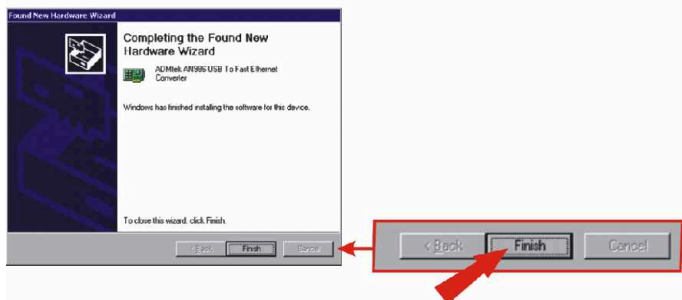 Found New Hardware Wizard
Completing the Found New
Hardware Wizard
ADMtek AN986 USB To Fast Ethernet
Converter
Windows has finished installing the software for this device.
To close this wizard, click Finish.
< Back Finish Cancel
< Back Finish Cancel